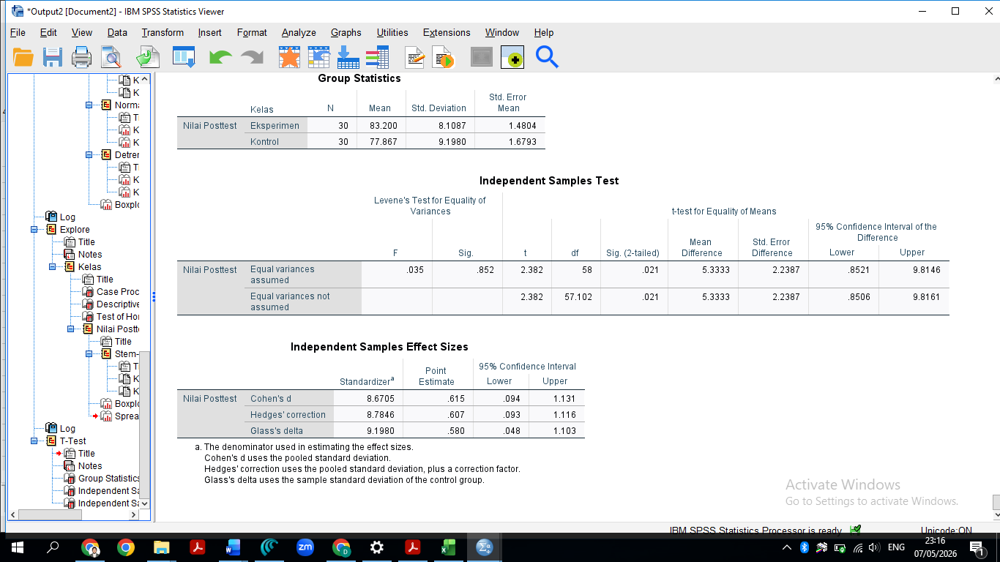 *Output2 [Document2] - IBM SPSS Statistics Viewer
File Edit View Data Transform Insert Format Analyze Graphs Utilities Extensions Window Help
K
K
Norma
Ti
K
K
Detren
Ti
K
K
Boxplo
Log
Explore
Title
Notes
Kelas
Title
Case Proc
Descriptive
Test of Hor
Nilai Postt
Title
Stem-
Ti
K
K
Boxplo
Sprea
Log
T-Test
Title
Notes
Group Statistics
Independent Sa
Independent Sa
Group Statistics
Kelas N Mean Std. Deviation Std. Error Mean
Nilai Posttest Eksperimen 30 83.200 8.1087 1.4804
Kontrol 30 77.867 9.1980 1.6793
Independent Samples Test
Levene's Test for Equality of Variances t-test for Equality of Means
95% Confidence Interval of the Difference
F Sig. t df Sig. (2-tailed) Mean Difference Std. Error Difference Lower Upper
Nilai Posttest Equal variances assumed .035 .852 2.382 58 .021 5.3333 2.2387 .8521 9.8146
Equal variances not assumed 2.382 57.102 .021 5.3333 2.2387 .8506 9.8161
Independent Samples Effect Sizes
Standardizerᵃ Point Estimate 95% Confidence Interval
Lower Upper
Nilai Posttest Cohen's d 8.6705 .615 .094 1.131
Hedges' correction 8.7846 .607 .093 1.116
Glass's delta 9.1980 .580 .048 1.103
a. The denominator used in estimating the effect sizes.
Cohen's d uses the pooled standard deviation.
Hedges' correction uses the pooled standard deviation, plus a correction factor.
Glass's delta uses the sample standard deviation of the control group.
Activate Windows
Go to Settings to activate Windows.
IBM SPSS Statistics Processor is ready Unicode:ON
zm
ENG
23:16
07/05/2026
1